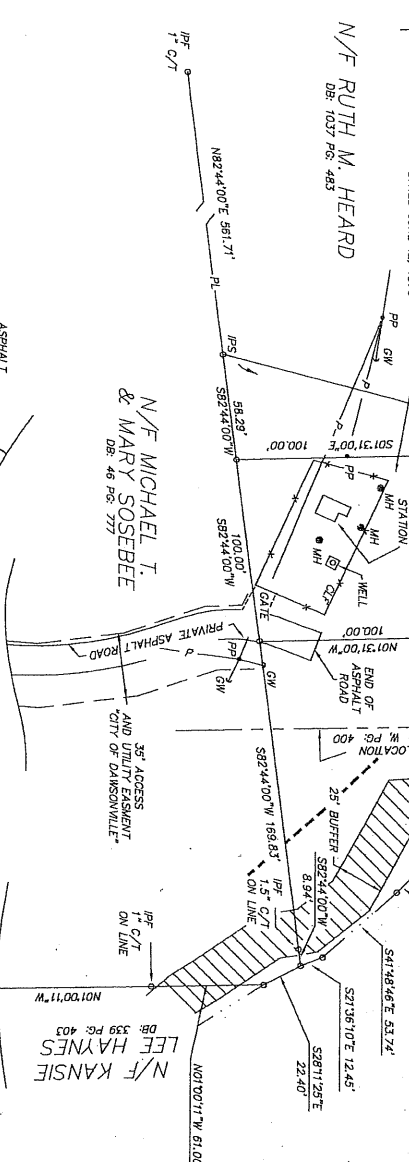 N/F RUTH M. HEARD
DB: 1037 PG: 483
IPF
1" C/T
N82°44'00"E 561.71'
PL
IPS
PP
GW
P
P
58.29'
S82°44'00"W
S01°31'00"E
100.00'
PP
MH
MH
MH
STATION
WELL
CLF
GATE
100.00'
S82°44'00"W
N/F MICHAEL T.
& MARY SOSEBEE
DB: 46 PG: 777
ASPHALT
PRIVATE ASPHALT ROAD
P
PP
GW
GW
100.00'
N01°31'00"W
END OF
ASPHALT
ROAD
35' ACCESS
AND UTILITY EASMENT
"CITY OF DAWSONVILLE"
W, PG: 400
LOCATION
S82°44'00"W 169.83'
25' BUFFER
S82°44'00"W
8.94'
IPF
1.5" C/T
ON LINE
IPF
1" C/T
ON LINE
S41°48'46"E 53.74'
S21°36'10"E 12.45'
S28°11'25"E
22.40'
N01°00'11"W
N/F KANSIE
LEE HAYNES
DB: 339 PG: 403
N01°00'11"W 61.00